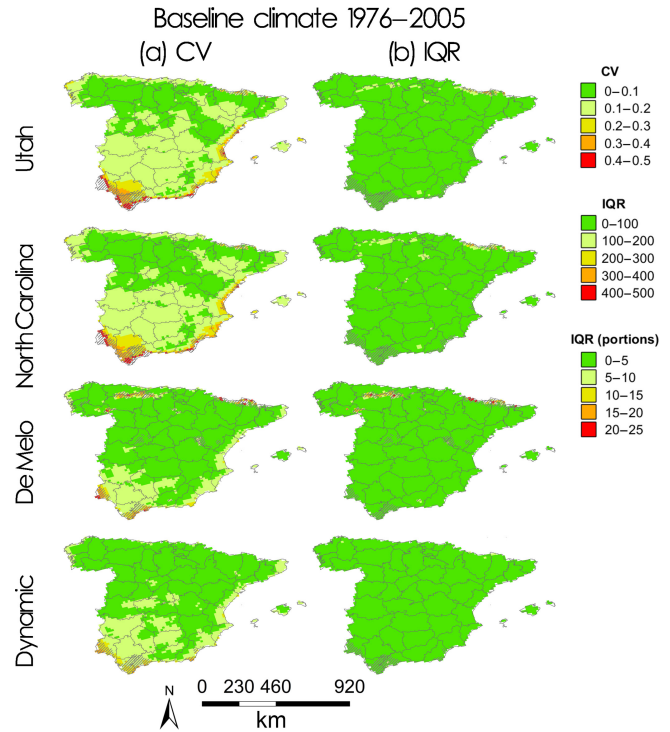 Baseline climate 1976–2005
(a) CV
(b) IQR
Utah
North Carolina
De Melo
Dynamic
CV
0–0.1
0.1–0.2
0.2–0.3
0.3–0.4
0.4–0.5
IQR
0–100
100–200
200–300
300–400
400–500
IQR (portions)
0–5
5–10
10–15
15–20
20–25
N
0 230 460 920
km